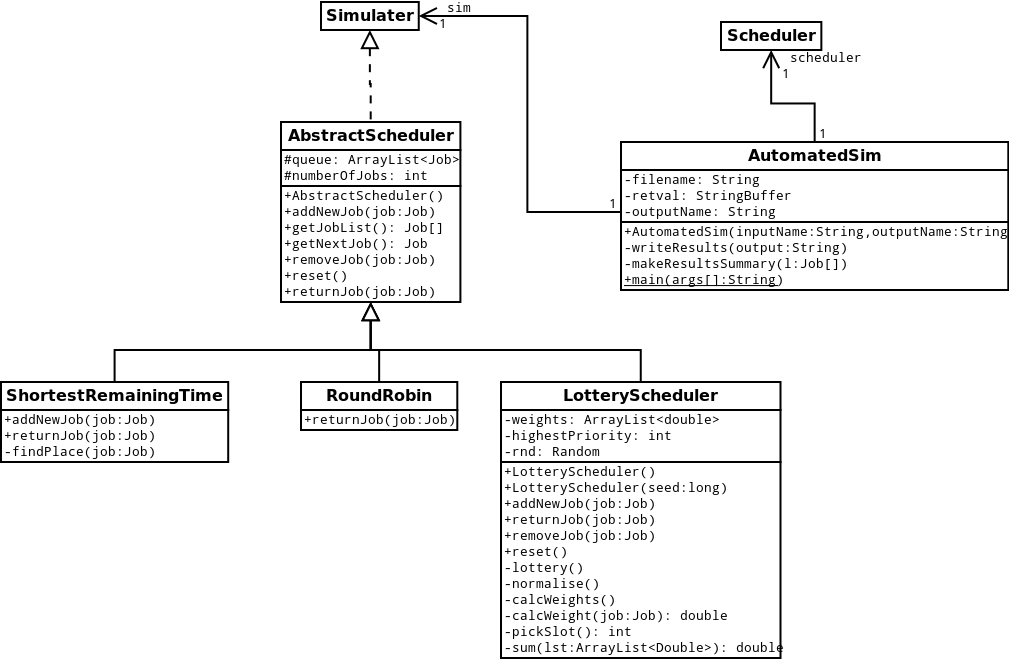 Simulater
sim
1
Scheduler
scheduler
1
AbstractScheduler
#queue: ArrayList<Job>
#numberOfJobs: int
+AbstractScheduler()
+addNewJob(job:Job)
+getJobList(): Job[]
+getNextJob(): Job
+removeJob(job:Job)
+reset()
+returnJob(job:Job)
1
1
AutomatedSim
-filename: String
-retval: StringBuffer
-outputName: String
+AutomatedSim(inputName:String,outputName:String
-writeResults(output:String)
-makeResultsSummary(l:Job[])
+main(args[]:String)
ShortestRemainingTime
+addNewJob(job:Job)
+returnJob(job:Job)
-findPlace(job:Job)
RoundRobin
+returnJob(job:Job)
LotteryScheduler
-weights: ArrayList<double>
-highestPriority: int
-rnd: Random
+LotteryScheduler()
+LotteryScheduler(seed:long)
+addNewJob(job:Job)
+returnJob(job:Job)
+removeJob(job:Job)
+reset()
-lottery()
-normalise()
-calcWeights()
-calcWeight(job:Job): double
-pickSlot(): int
-sum(lst:ArrayList<Double>): double